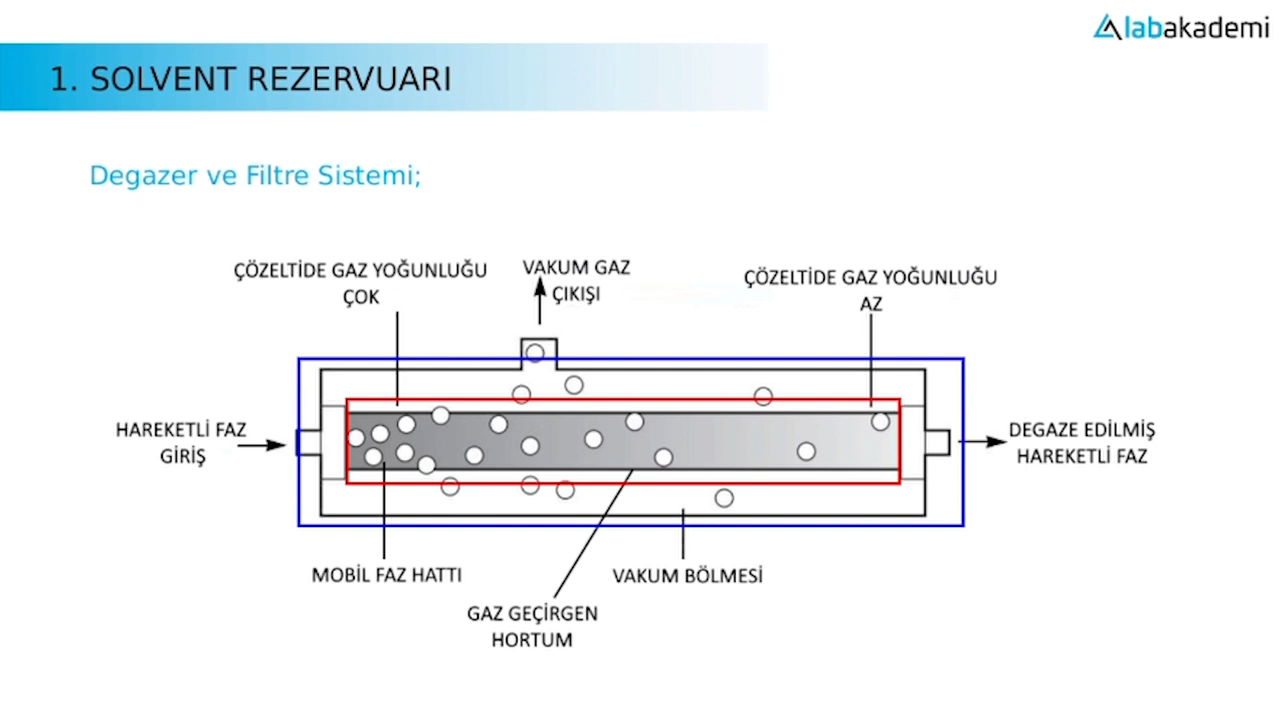 labakademi
1. SOLVENT REZERVUARI
Degazer ve Filtre Sistemi;
ÇÖZELTİDE GAZ YOĞUNLUĞU
ÇOK
VAKUM GAZ
ÇIKIŞI
ÇÖZELTİDE GAZ YOĞUNLUĞU
AZ
HAREKETLİ FAZ
GİRİŞ
DEGAZE EDİLMİŞ
HAREKETLİ FAZ
MOBİL FAZ HATTI
VAKUM BÖLMESİ
GAZ GEÇİRGEN
HORTUM